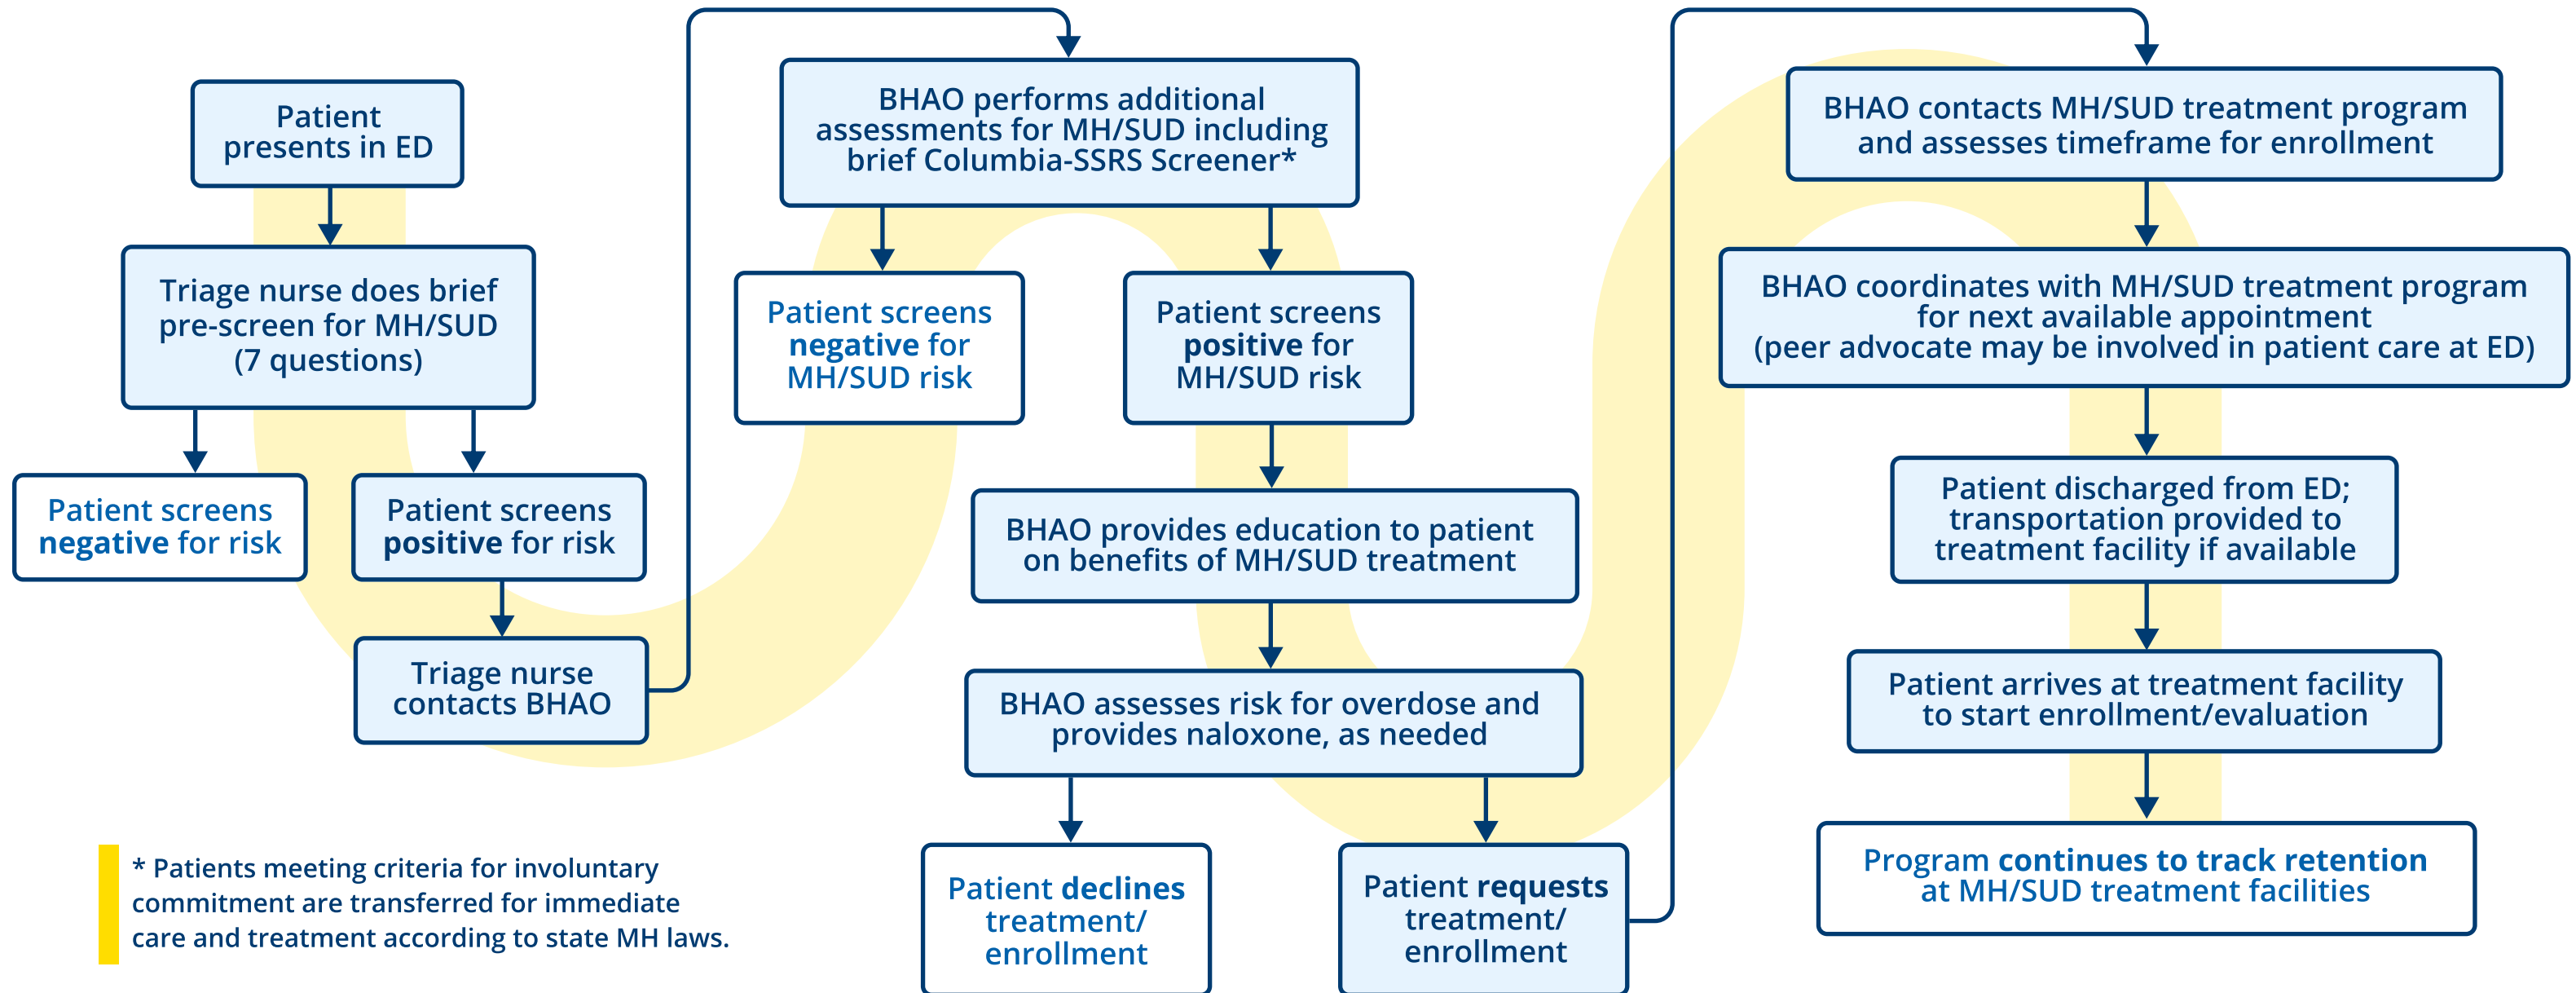 Patient
presents in ED
Triage nurse does brief
pre-screen for MH/SUD
(7 questions)
Patient screens
negative for risk
Patient screens
positive for risk
Triage nurse
contacts BHAO
BHAO performs additional
assessments for MH/SUD including
brief Columbia-SSRS Screener*
Patient screens
negative for
MH/SUD risk
Patient screens
positive for
MH/SUD risk
BHAO provides education to patient
on benefits of MH/SUD treatment
BHAO assesses risk for overdose and
provides naloxone, as needed
Patient declines
treatment/
enrollment
Patient requests
treatment/
enrollment
BHAO contacts MH/SUD treatment program
and assesses timeframe for enrollment
BHAO coordinates with MH/SUD treatment program
for next available appointment
(peer advocate may be involved in patient care at ED)
Patient discharged from ED;
transportation provided to
treatment facility if available
Patient arrives at treatment facility
to start enrollment/evaluation
Program continues to track retention
at MH/SUD treatment facilities
* Patients meeting criteria for involuntary
commitment are transferred for immediate
care and treatment according to state MH laws.